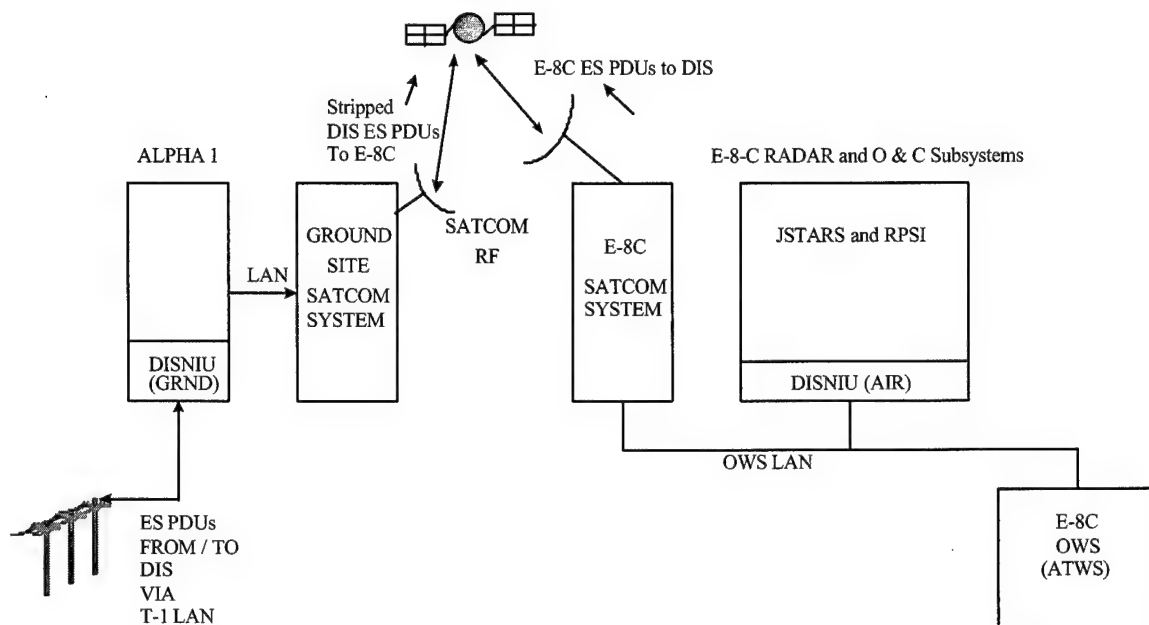 E-8C ES PDUs to DIS
Stripped
DIS ES PDUs
To E-8C
ALPHA 1
E-8-C RADAR and O & C Subsystems
GROUND
SITE
SATCOM
SYSTEM
SATCOM
RF
E-8C
SATCOM
SYSTEM
JSTARS and RPSI
LAN
DISNIU
(GRND)
DISNIU (AIR)
OWS LAN
ES PDUs
FROM / TO
DIS
VIA
T-1 LAN
E-8C
OWS
(ATWS)